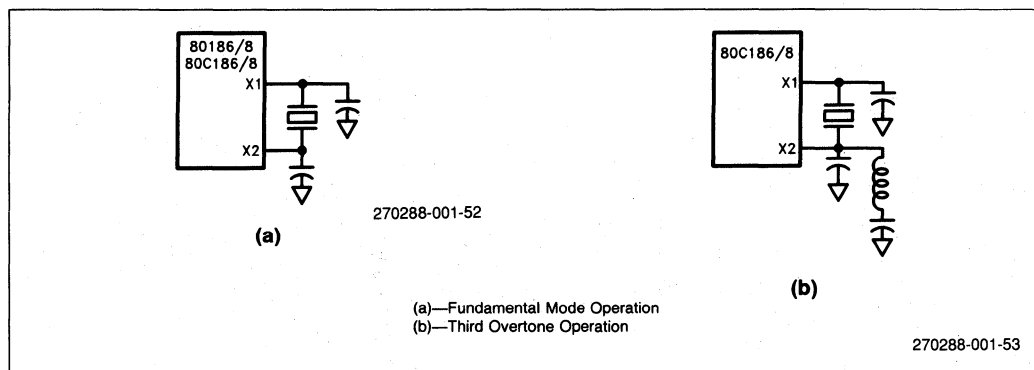 80186/8
80C186/8
X1
X2
270288-001-52
(a)
80C186/8
X1
X2
(b)
(a)—Fundamental Mode Operation
(b)—Third Overtone Operation
270288-001-53